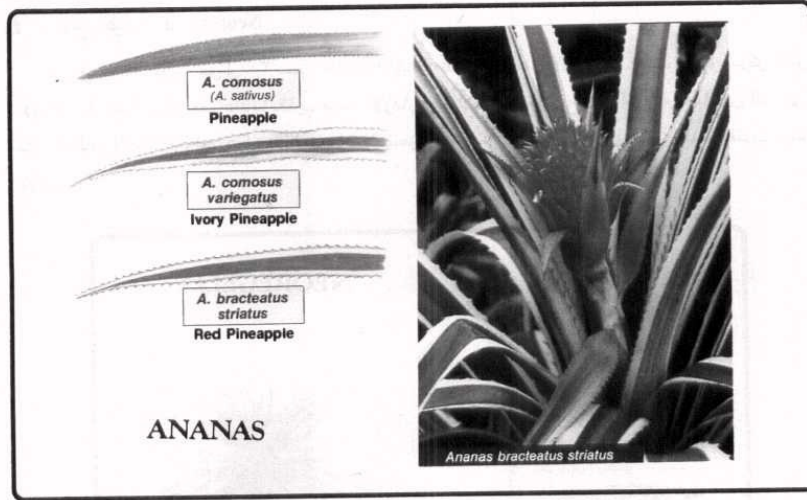 A. comosus
(A. sativus)
Pineapple
A. comosus
variegatus
Ivory Pineapple
A. bracteatus
striatus
Red Pineapple
ANANAS
Ananas bracteatus striatus